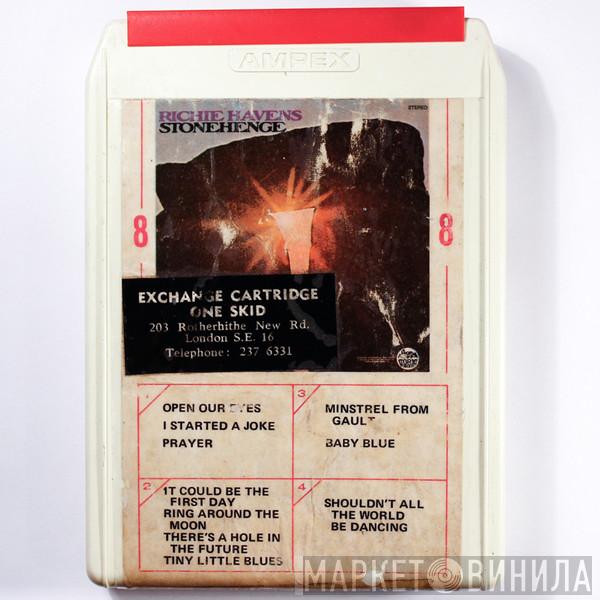 AMPEX
RICHIE HAVENS
STONEHENGE
STEREO
8
8
EXCHANGE CARTRIDGE
ONE SKID
203 Rotherhithe New Rd.
London S.E. 16
Telephone: 237 6331
1
OPEN OUR EYES
I STARTED A JOKE
PRAYER
2
IT COULD BE THE
FIRST DAY
RING AROUND THE
MOON
THERE'S A HOLE IN
THE FUTURE
TINY LITTLE BLUES
3
MINSTREL FROM
GAULT
BABY BLUE
4
SHOULDN'T ALL
THE WORLD
BE DANCING
МАРКЕТ ВИНИЛА